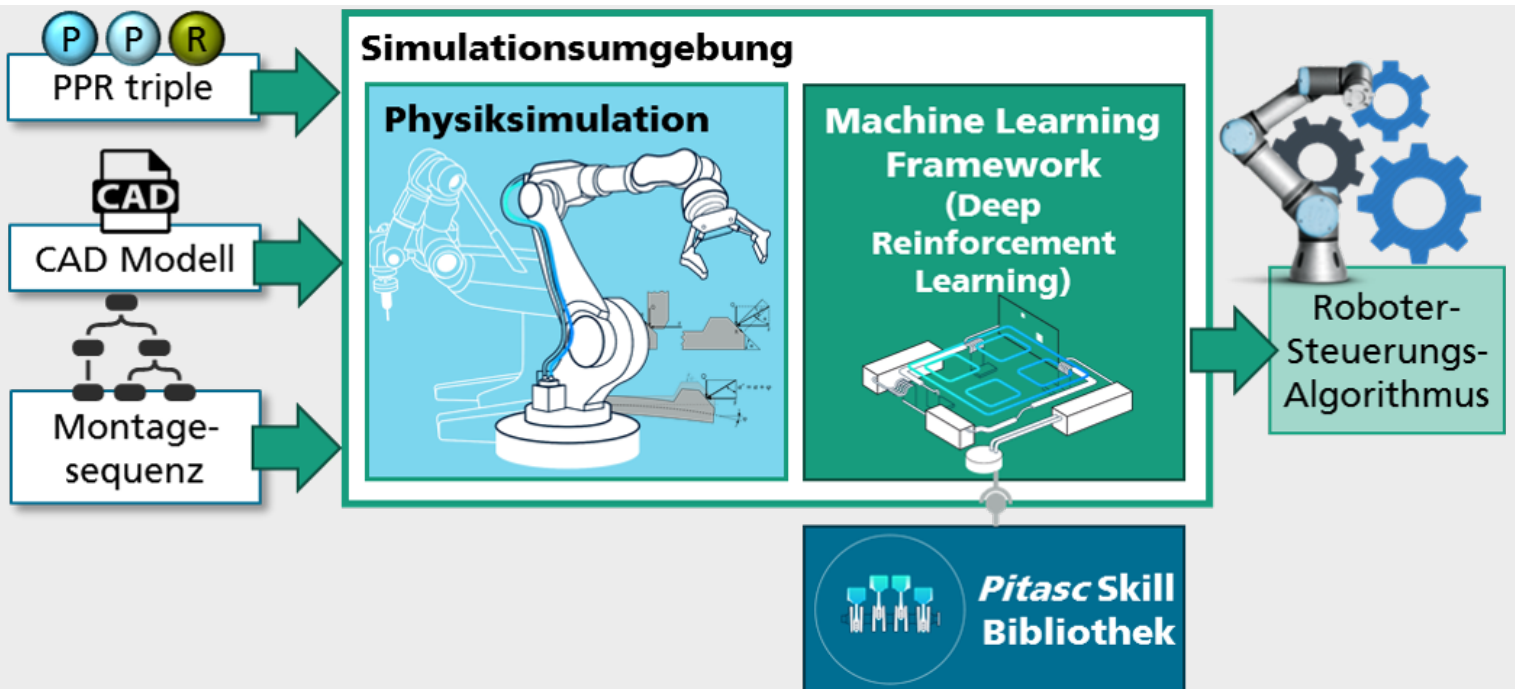 P P R
PPR triple
CAD
CAD Modell
Montage-
sequenz
Simulationsumgebung
Physiksimulation
Machine Learning
Framework
(Deep
Reinforcement
Learning)
Pitasc Skill
Bibliothek
Roboter-
Steuerungs-
Algorithmus